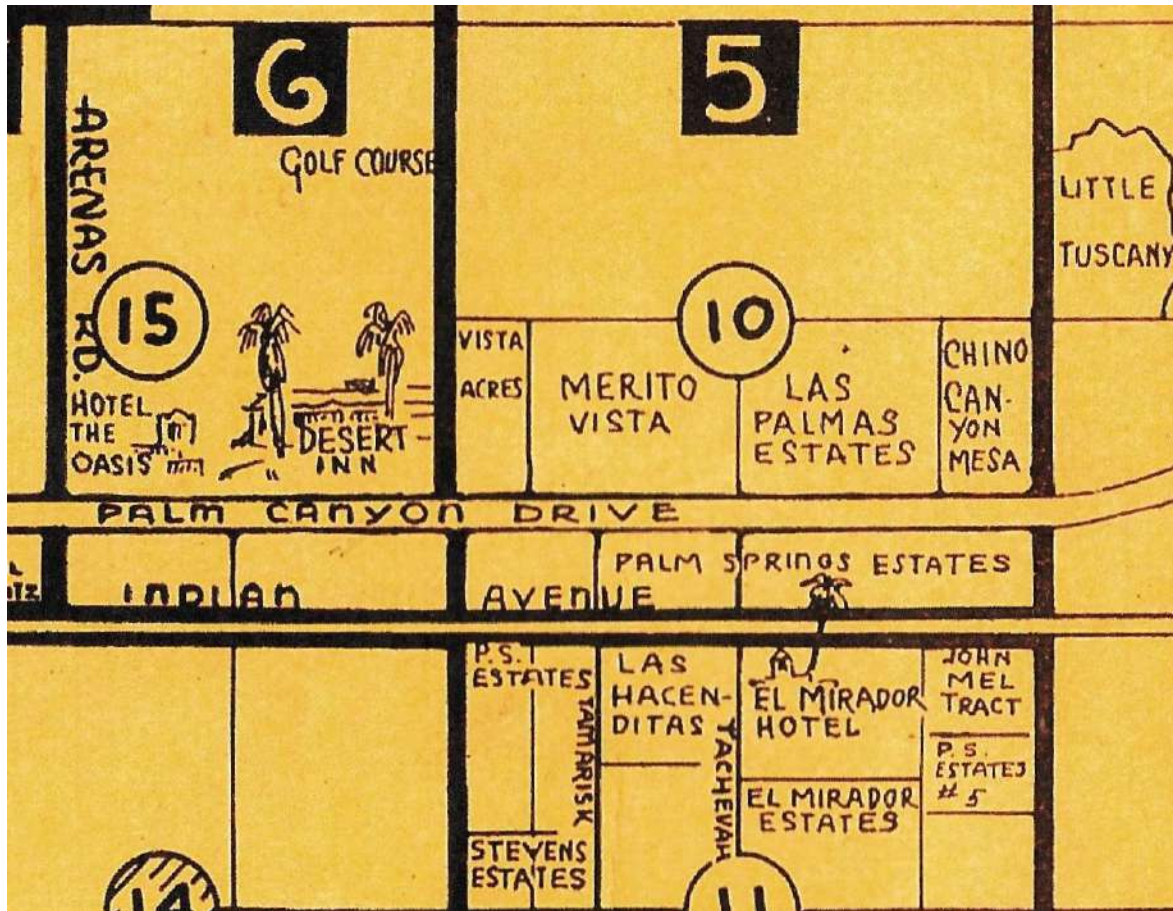 6
5
GOLF COURSE
ARENAS RD.
LITTLE
TUSCANY
15
10
HOTEL
THE
OASIS
DESERT
INN
VISTA
ACRES
MERITO
VISTA
LAS
PALMAS
ESTATES
CHINO
CAN-
YON
MESA
PALM CANYON DRIVE
PALM SPRINGS ESTATES
INDIAN AVENUE
P.S.
ESTATES
TAMARISK
LAS
HACEN-
DITAS
TACHEVAH
EL MIRADOR
HOTEL
JOHN
MEL
TRACT
P.S.
ESTATES
# 5
EL MIRADOR
ESTATES
STEVENS
ESTATES
14
11